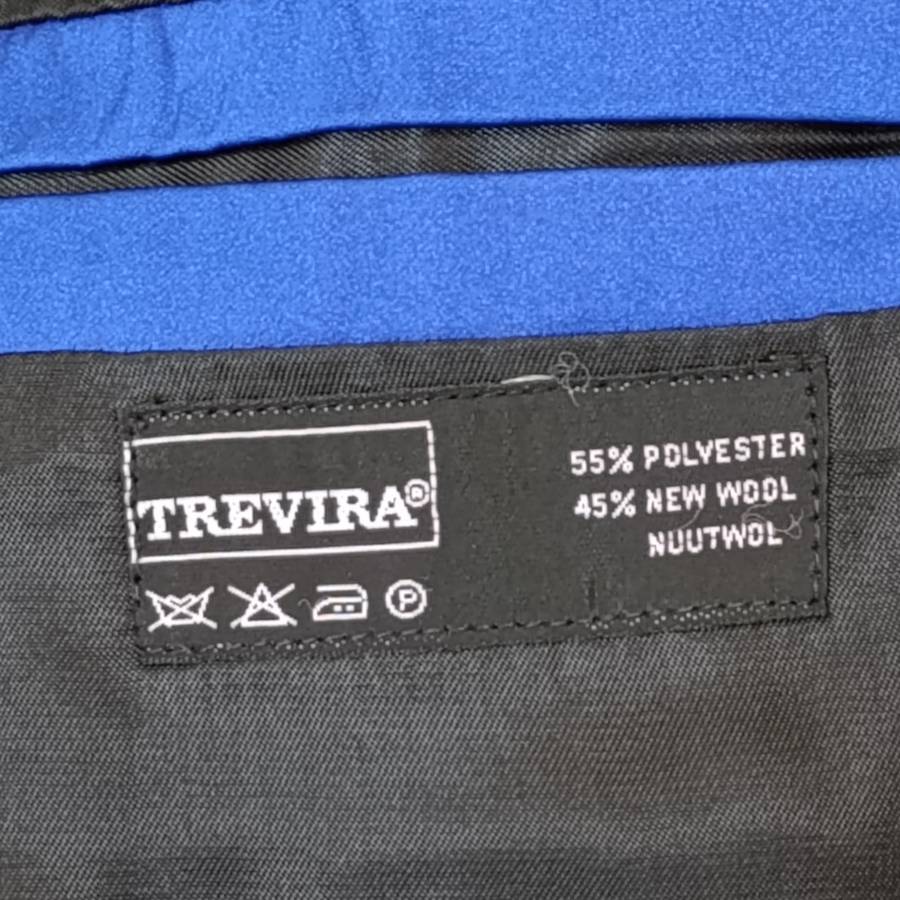 TREVIRA®
55% POLYESTER
45% NEW WOOL
NUUTWOL
P